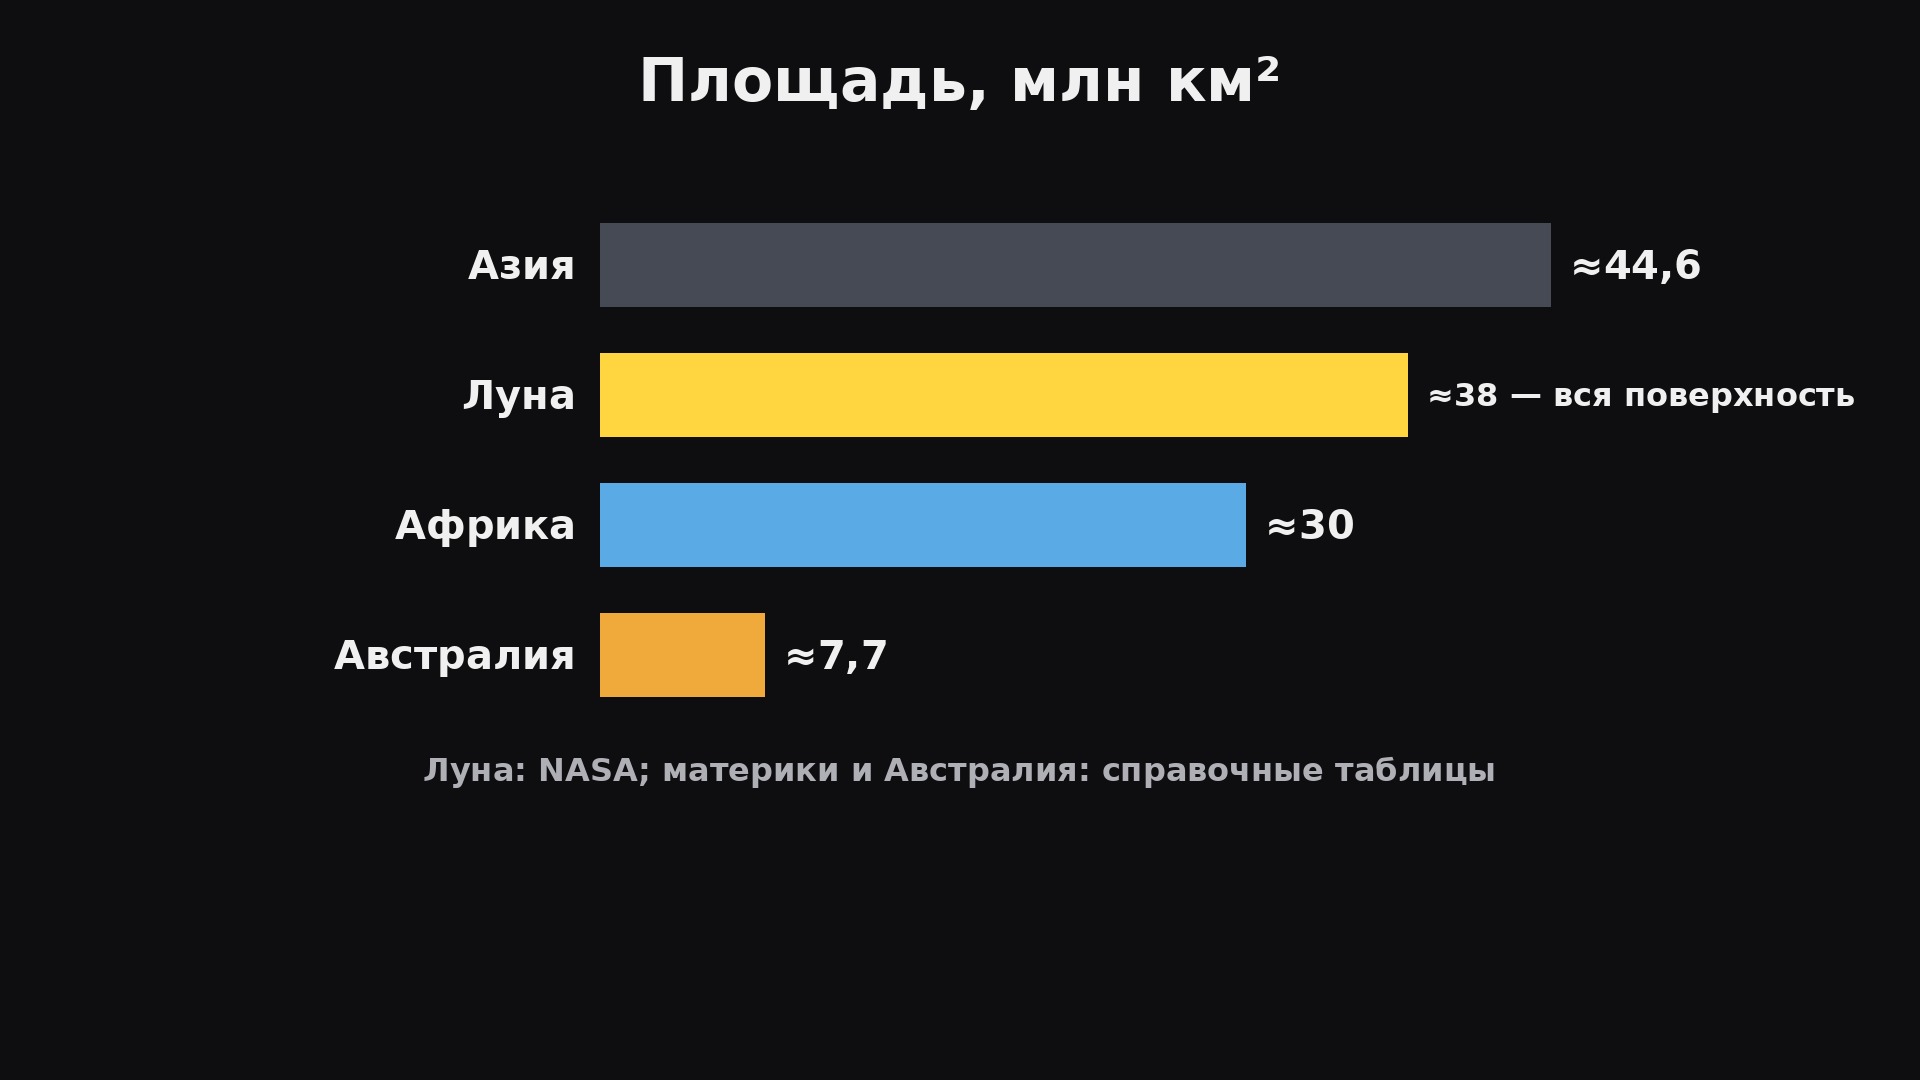 Площадь, млн км²
Азия ≈44,6
Луна ≈38 — вся поверхность
Африка ≈30
Австралия ≈7,7
Луна: NASA; материки и Австралия: справочные таблицы